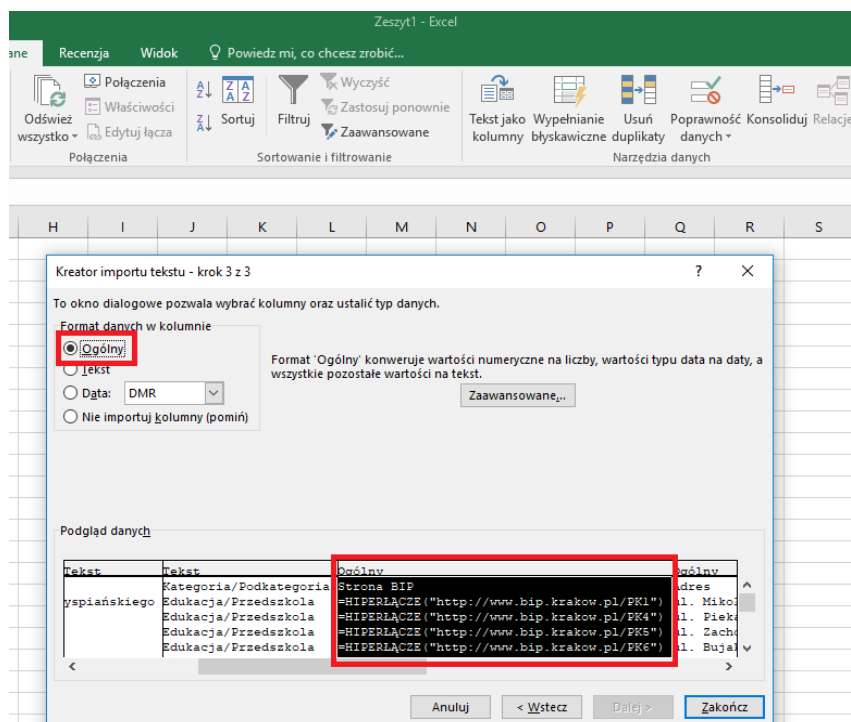 Zeszyt1 - Excel
ane Recenzja Widok Powiedz mi, co chcesz zrobić...
Odśwież wszystko
Połączenia
Właściwości
Edytuj łącza
Połączenia
Sortuj
Filtruj
Wyczyść
Zastosuj ponownie
Zaawansowane
Sortowanie i filtrowanie
Tekst jako kolumny
Wypełnianie błyskawiczne
Usuń duplikaty
Poprawność danych
Konsoliduj
Relacje
Narzędzia danych
H I J K L M N O P Q R S
Kreator importu tekstu - krok 3 z 3 ?
To okno dialogowe pozwala wybrać kolumny oraz ustalić typ danych.
Format danych w kolumnie
Ogólny
Tekst
Data: DMR
Nie importuj kolumny (pomiń)
Format 'Ogólny' konweruje wartości numeryczne na liczby, wartości typu data na daty, a
wszystkie pozostałe wartości na tekst.
Zaawansowane...
Podgląd danych
Tekst Tekst Ogólny Ogólny
Kategoria/Podkategoria Strona BIP Adres
yspiańskiego Edukacja/Przedszkola =HIPERŁĄCZE("http://www.bip.krakow.pl/PK1") ul. Mikoł
Edukacja/Przedszkola =HIPERŁĄCZE("http://www.bip.krakow.pl/PK4") ul. Pieka
Edukacja/Przedszkola =HIPERŁĄCZE("http://www.bip.krakow.pl/PK5") ul. Zacho
Edukacja/Przedszkola =HIPERŁĄCZE("http://www.bip.krakow.pl/PK6") ul. Buja
Anuluj < Wstecz Dalej > Zakończ